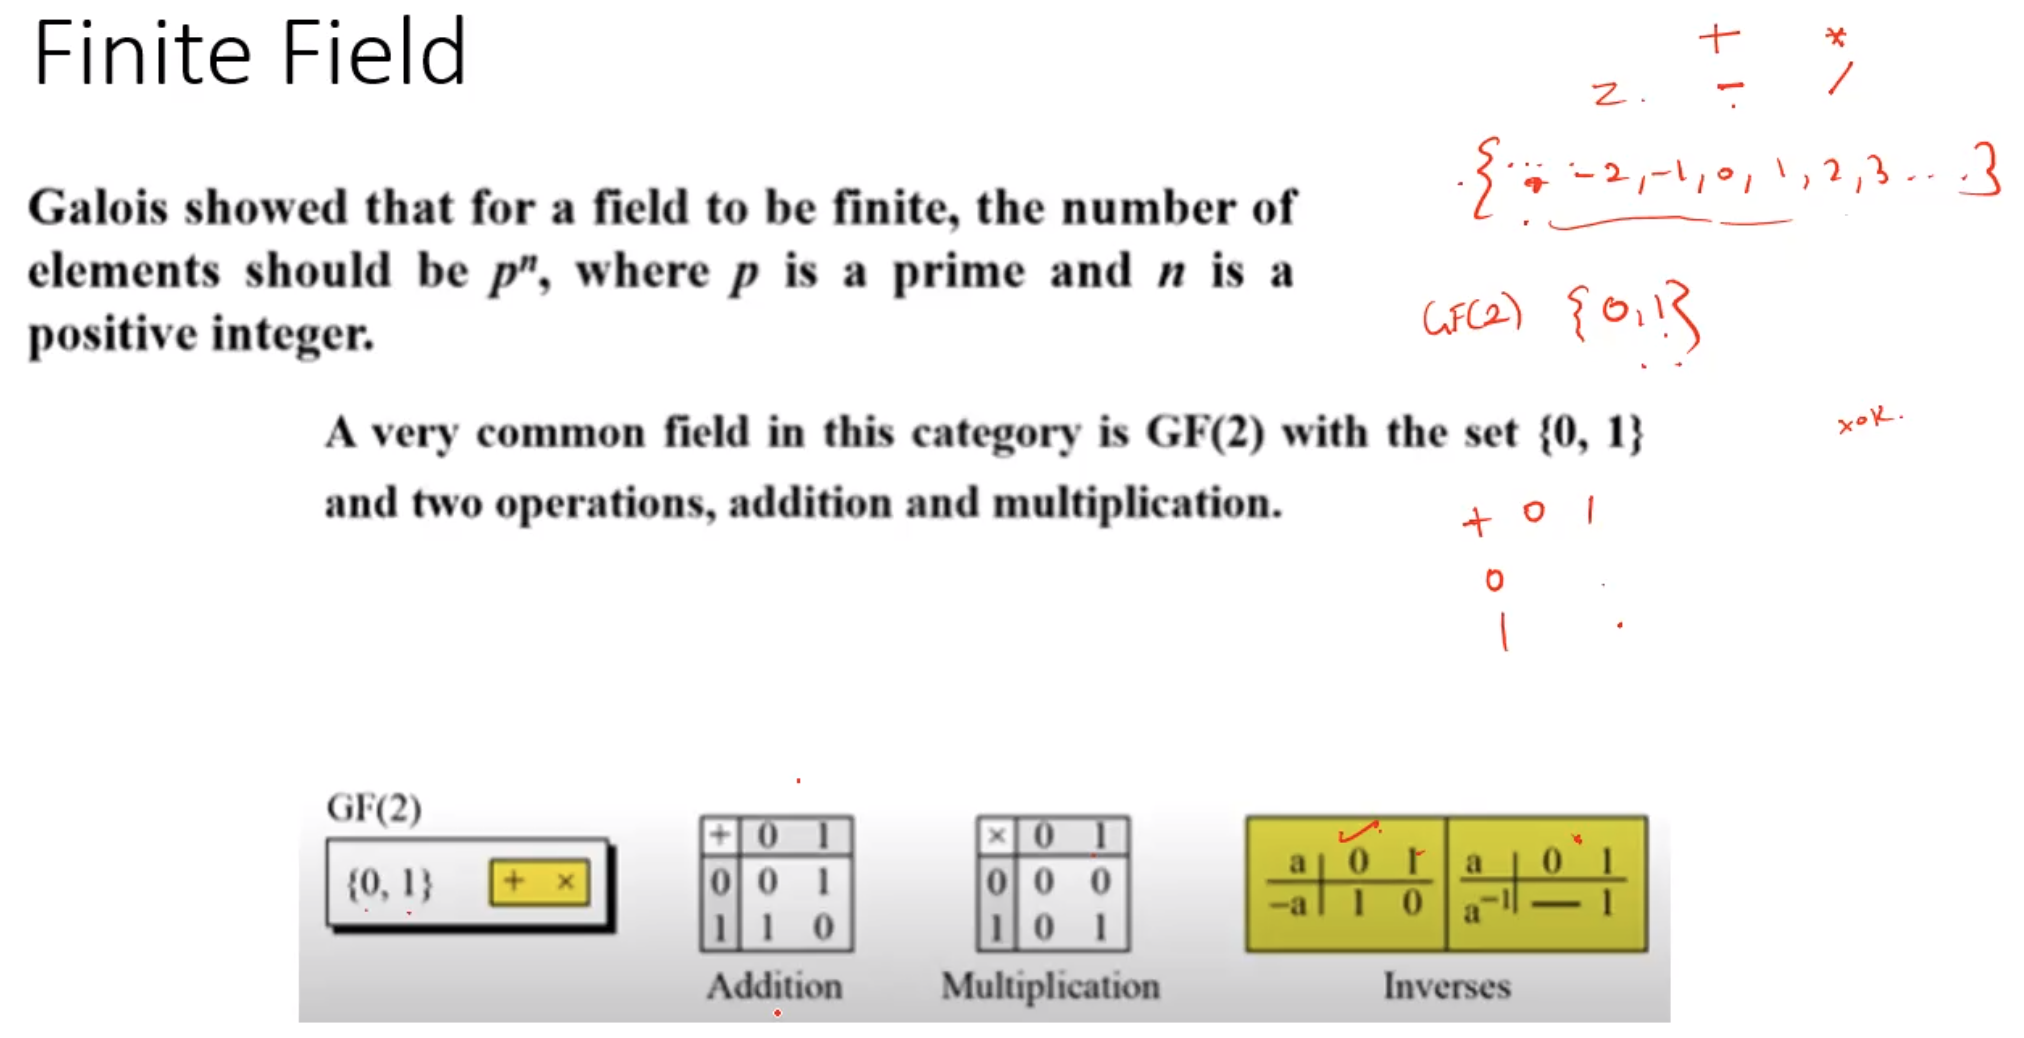 Finite Field
+ *
Z. - /
{... -2, -1, 0, 1, 2, 3 ...}
Galois showed that for a field to be finite, the number of
elements should be pⁿ, where p is a prime and n is a
positive integer.
GF(2) {0, 1}
A very common field in this category is GF(2) with the set {0, 1}
and two operations, addition and multiplication.
xor.
+ 0 1
0
1
GF(2)
{0, 1} + ×
+ 0 1
0 0 1
1 1 0
Addition
× 0 1
0 0 0
1 0 1
Multiplication
a 0 1
-a 1 0
a 0 1
a⁻¹ — 1
Inverses